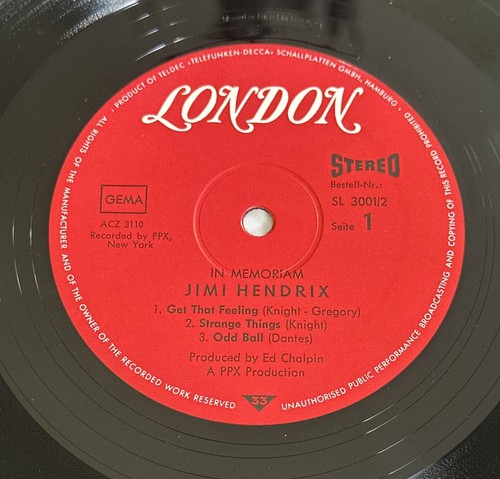 · PRODUCT OF TELDEC »TELEFUNKEN-DECCA« SCHALLPLATTEN GMBH., HAMBURG ·
LONDON
STEREO
Bestell-Nr.:
SL 3001/2
Seite 1
GEMA
ACZ 3110
Recorded by PPX,
New York
IN MEMORIAM
JIMI HENDRIX
1. Get That Feeling (Knight - Gregory)
2. Strange Things (Knight)
3. Odd Ball (Dantes)
Produced by Ed Chalpin
A PPX Production
33
ALL RIGHTS OF THE MANUFACTURER AND OF THE OWNER OF THE RECORDED WORK RESERVED
UNAUTHORISED PUBLIC PERFORMANCE BROADCASTING AND COPYING OF THIS RECORD PROHIBITED